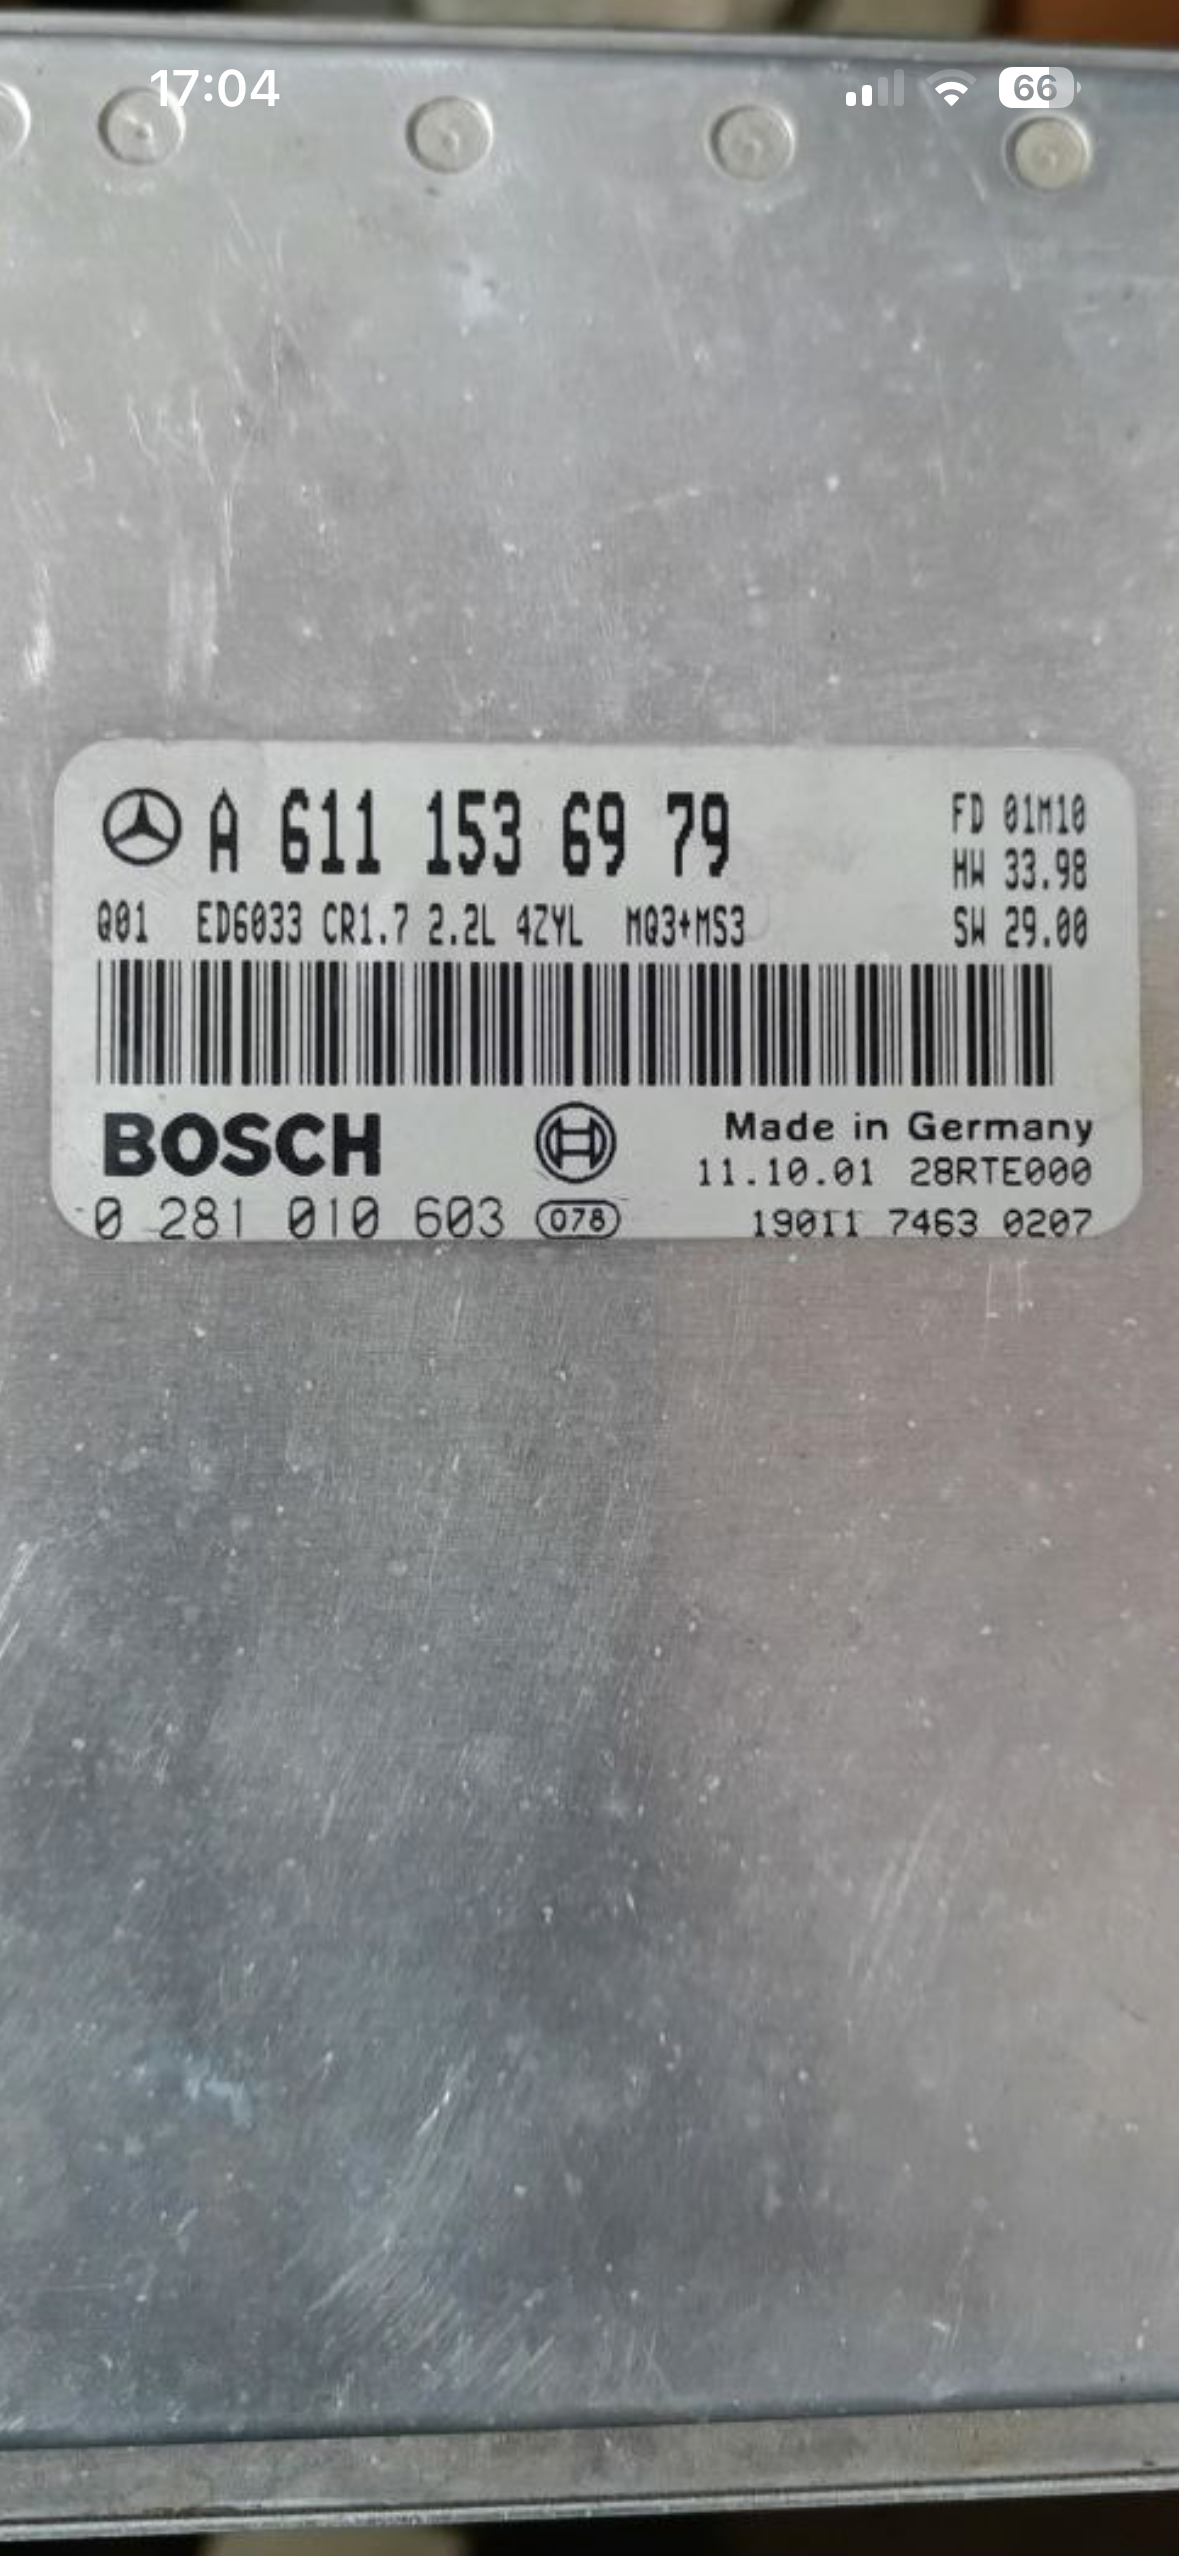 17:04
66
A 611 153 69 79
FD 01M10
HW 33.98
Q01 ED6033 CR1.7 2.2L 4ZYL MQ3+MS3
SW 29.00
BOSCH
Made in Germany
11.10.01 28RTE000
0 281 010 603
078
19011 7463 0207